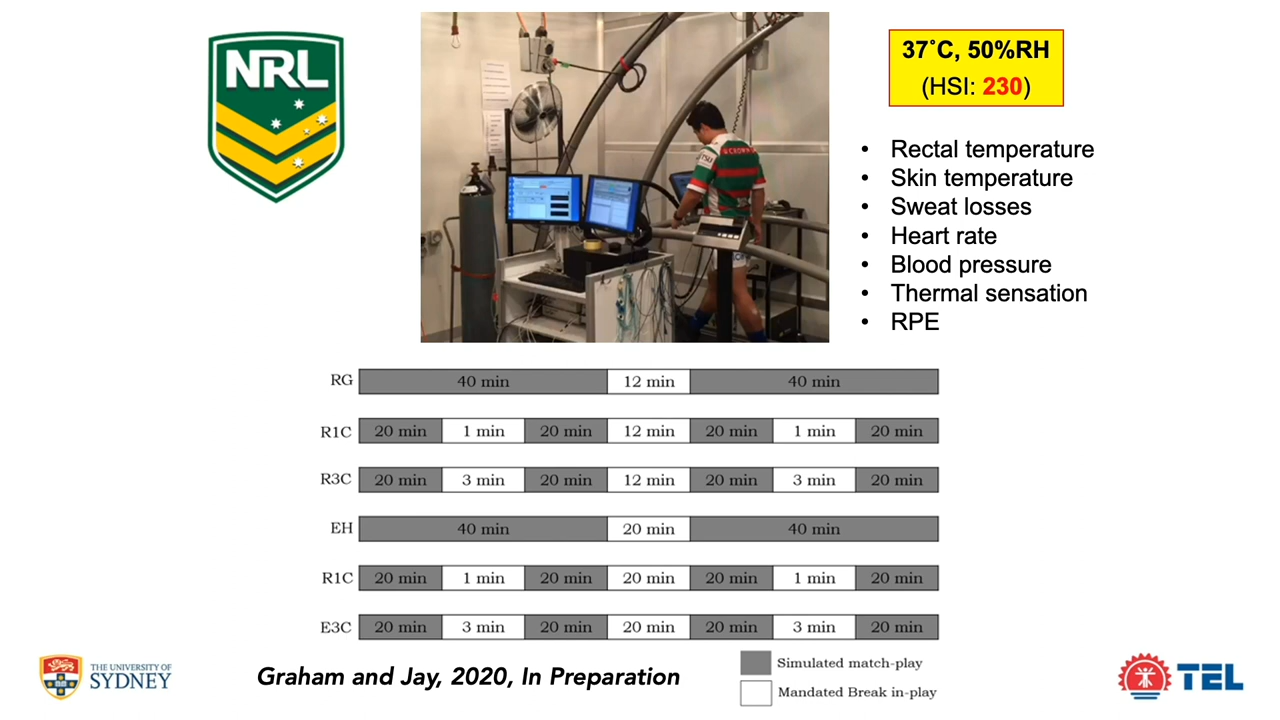 NRL
37°C, 50%RH
(HSI: 230)
• Rectal temperature
• Skin temperature
• Sweat losses
• Heart rate
• Blood pressure
• Thermal sensation
• RPE
RG 40 min 12 min 40 min
R1C 20 min 1 min 20 min 12 min 20 min 1 min 20 min
R3C 20 min 3 min 20 min 12 min 20 min 3 min 20 min
EH 40 min 20 min 40 min
R1C 20 min 1 min 20 min 20 min 20 min 1 min 20 min
E3C 20 min 3 min 20 min 20 min 20 min 3 min 20 min
Simulated match-play
Mandated Break in-play
THE UNIVERSITY OF
SYDNEY
Graham and Jay, 2020, In Preparation
TEL